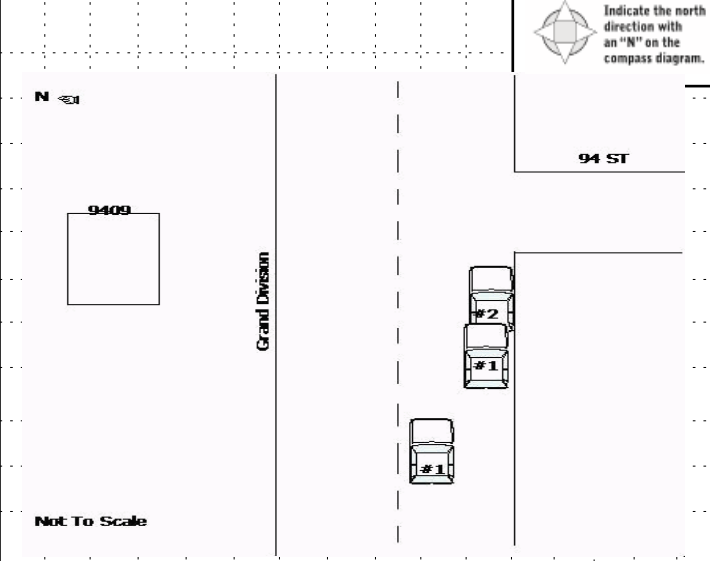 Indicate the north
direction with
an "N" on the
compass diagram.
N
94 ST
9409
Grand Division
#2
#1
#1
Not To Scale